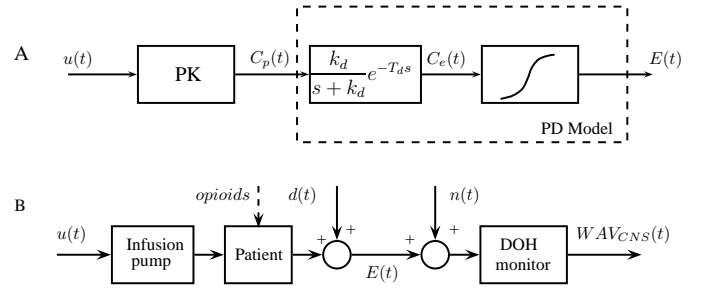 A
u(t)
PK
C_p(t)
k_d
s + k_d
e^{-T_d s}
C_e(t)
E(t)
PD Model
B
opioids
d(t)
n(t)
u(t)
Infusion
pump
Patient
+
+
E(t)
+
+
DOH
monitor
WAV_{CNS}(t)